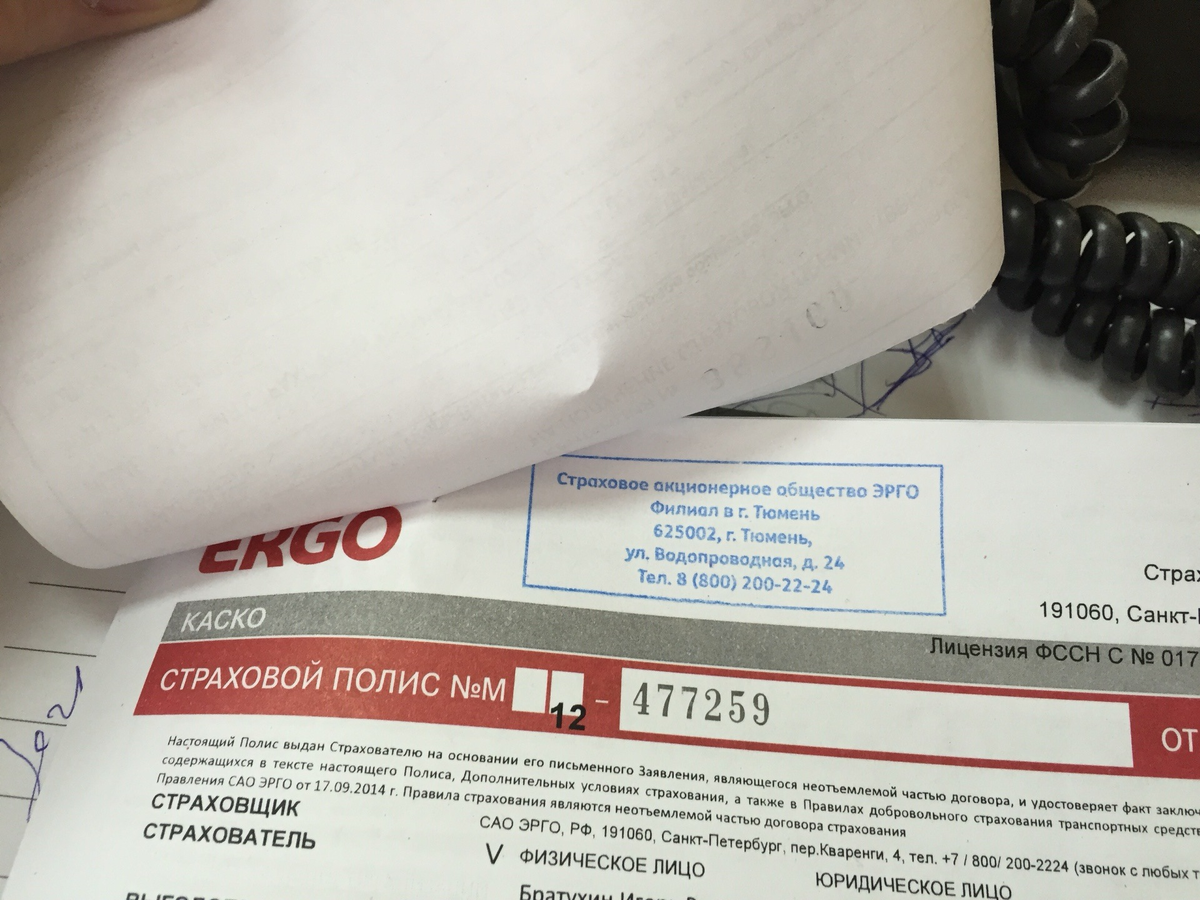 ERGO
Страховое акционерное общество ЭРГО
Филиал в г. Тюмень
625002, г. Тюмень,
ул. Водопроводная, д. 24
Тел. 8 (800) 200-22-24
191060, Санкт-
КАСКО
Лицензия ФССН С № 017
СТРАХОВОЙ ПОЛИС №М 12 - 477259 ОТ
Настоящий Полис выдан Страхователю на основании его письменного Заявления, являющегося неотъемлемой частью договора, и удостоверяет факт
содержащихся в тексте настоящего Полиса, Дополнительных условиях страхования, а также в Правилах добровольного страхования транспортных
Правления САО ЭРГО от 17.09.2014 г. Правила страхования являются неотъемлемой частью договора страхования
СТРАХОВЩИК
САО ЭРГО, РФ, 191060, Санкт-Петербург, пер.Кваренги, 4, тел. +7 / 800/ 200-2224 (звонок с любых
СТРАХОВАТЕЛЬ
V ФИЗИЧЕСКОЕ ЛИЦО
ЮРИДИЧЕСКОЕ ЛИЦО
Братухин